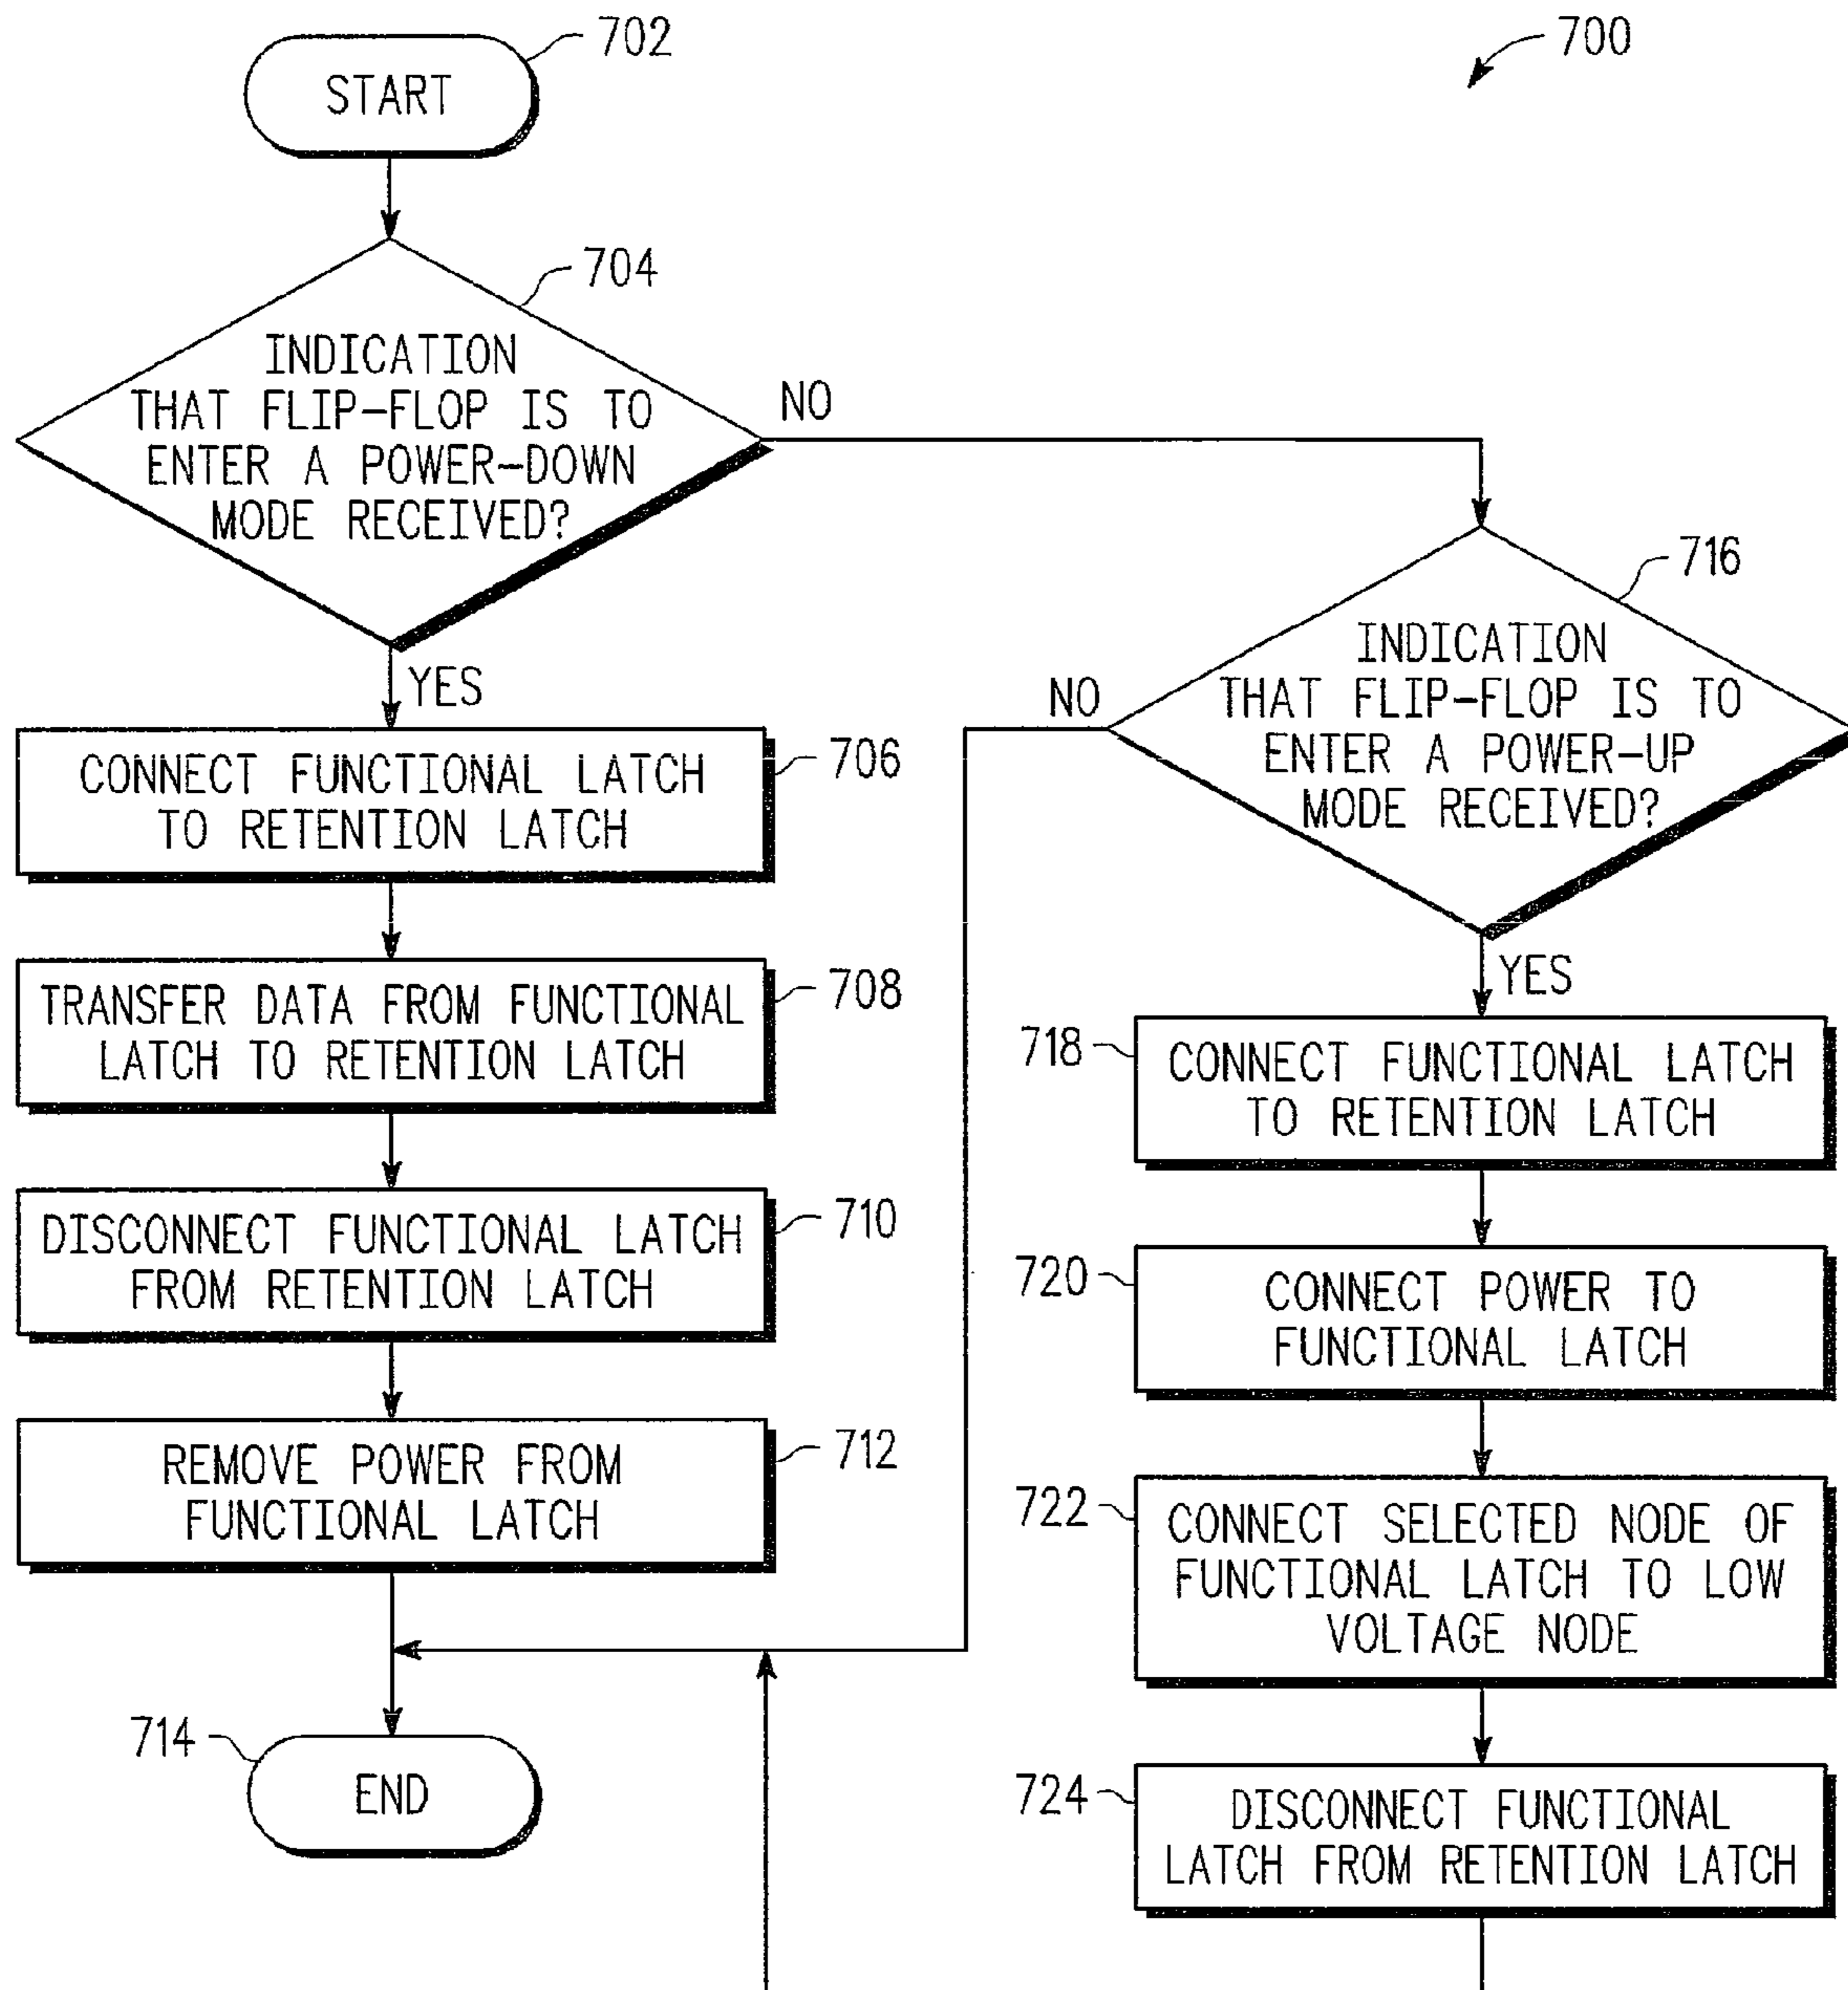 702
700
START
704
INDICATION
THAT FLIP-FLOP IS TO
ENTER A POWER-DOWN
MODE RECEIVED?
NO
YES
706
CONNECT FUNCTIONAL LATCH
TO RETENTION LATCH
708
TRANSFER DATA FROM FUNCTIONAL
LATCH TO RETENTION LATCH
710
DISCONNECT FUNCTIONAL LATCH
FROM RETENTION LATCH
712
REMOVE POWER FROM
FUNCTIONAL LATCH
714
END
716
INDICATION
THAT FLIP-FLOP IS TO
ENTER A POWER-UP
MODE RECEIVED?
NO
YES
718
CONNECT FUNCTIONAL LATCH
TO RETENTION LATCH
720
CONNECT POWER TO
FUNCTIONAL LATCH
722
CONNECT SELECTED NODE OF
FUNCTIONAL LATCH TO LOW
VOLTAGE NODE
724
DISCONNECT FUNCTIONAL
LATCH FROM RETENTION LATCH